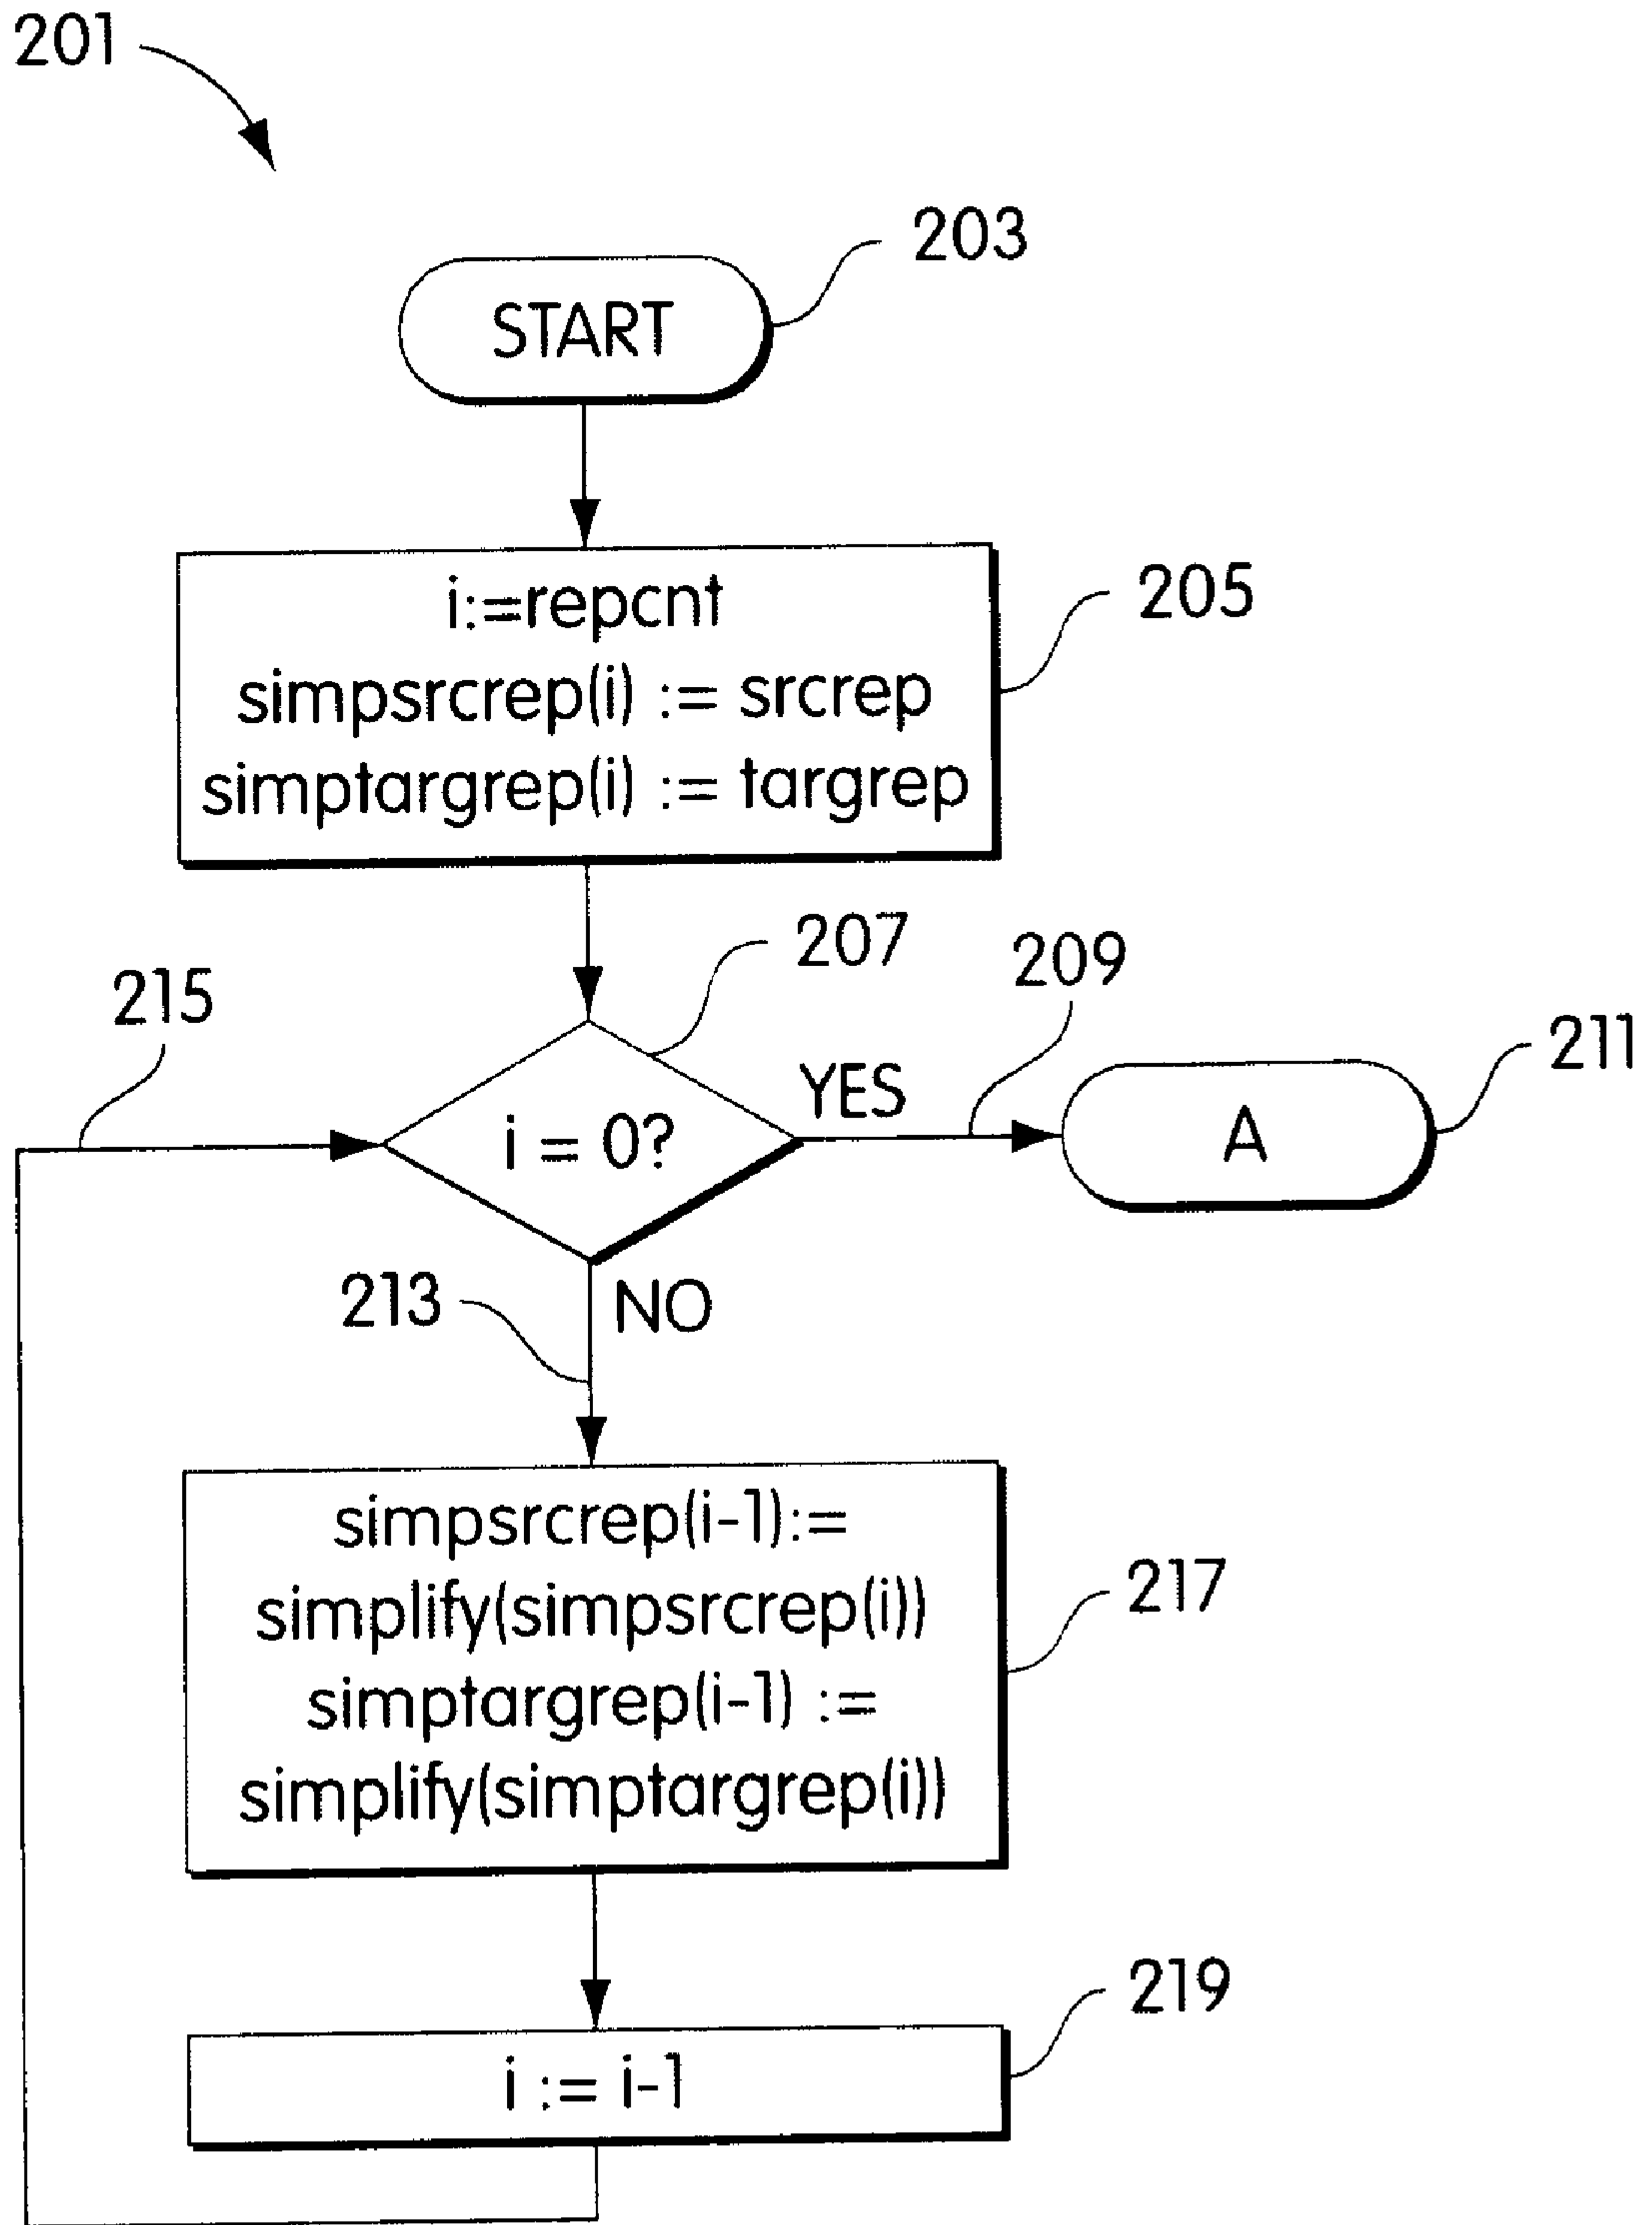 201
203
START
i:=repcnt
simpsrcrep(i) := srcrep
simptargrep(i) := targrep
205
207
209
215
211
i = 0?
YES
A
213
NO
simpsrcrep(i-1):=
simplify(simpsrcrep(i))
simptargrep(i-1) :=
simplify(simptargrep(i))
217
219
i := i-1